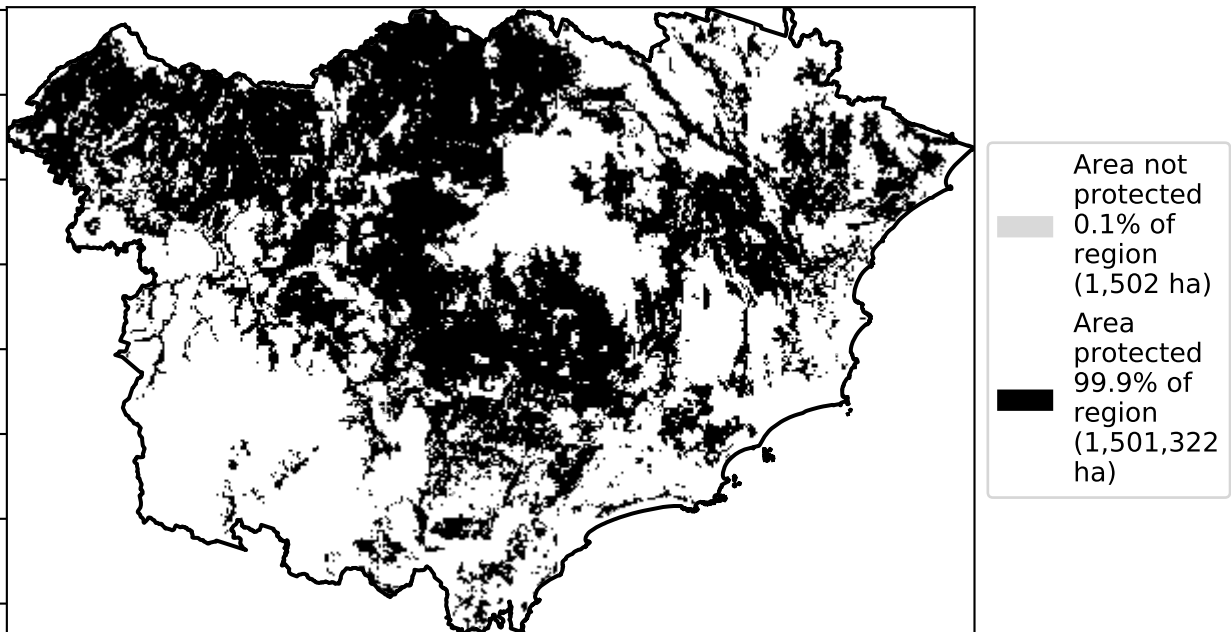 Area not
protected
0.1% of
region
(1,502 ha)
Area
protected
99.9% of
region
(1,501,322
ha)